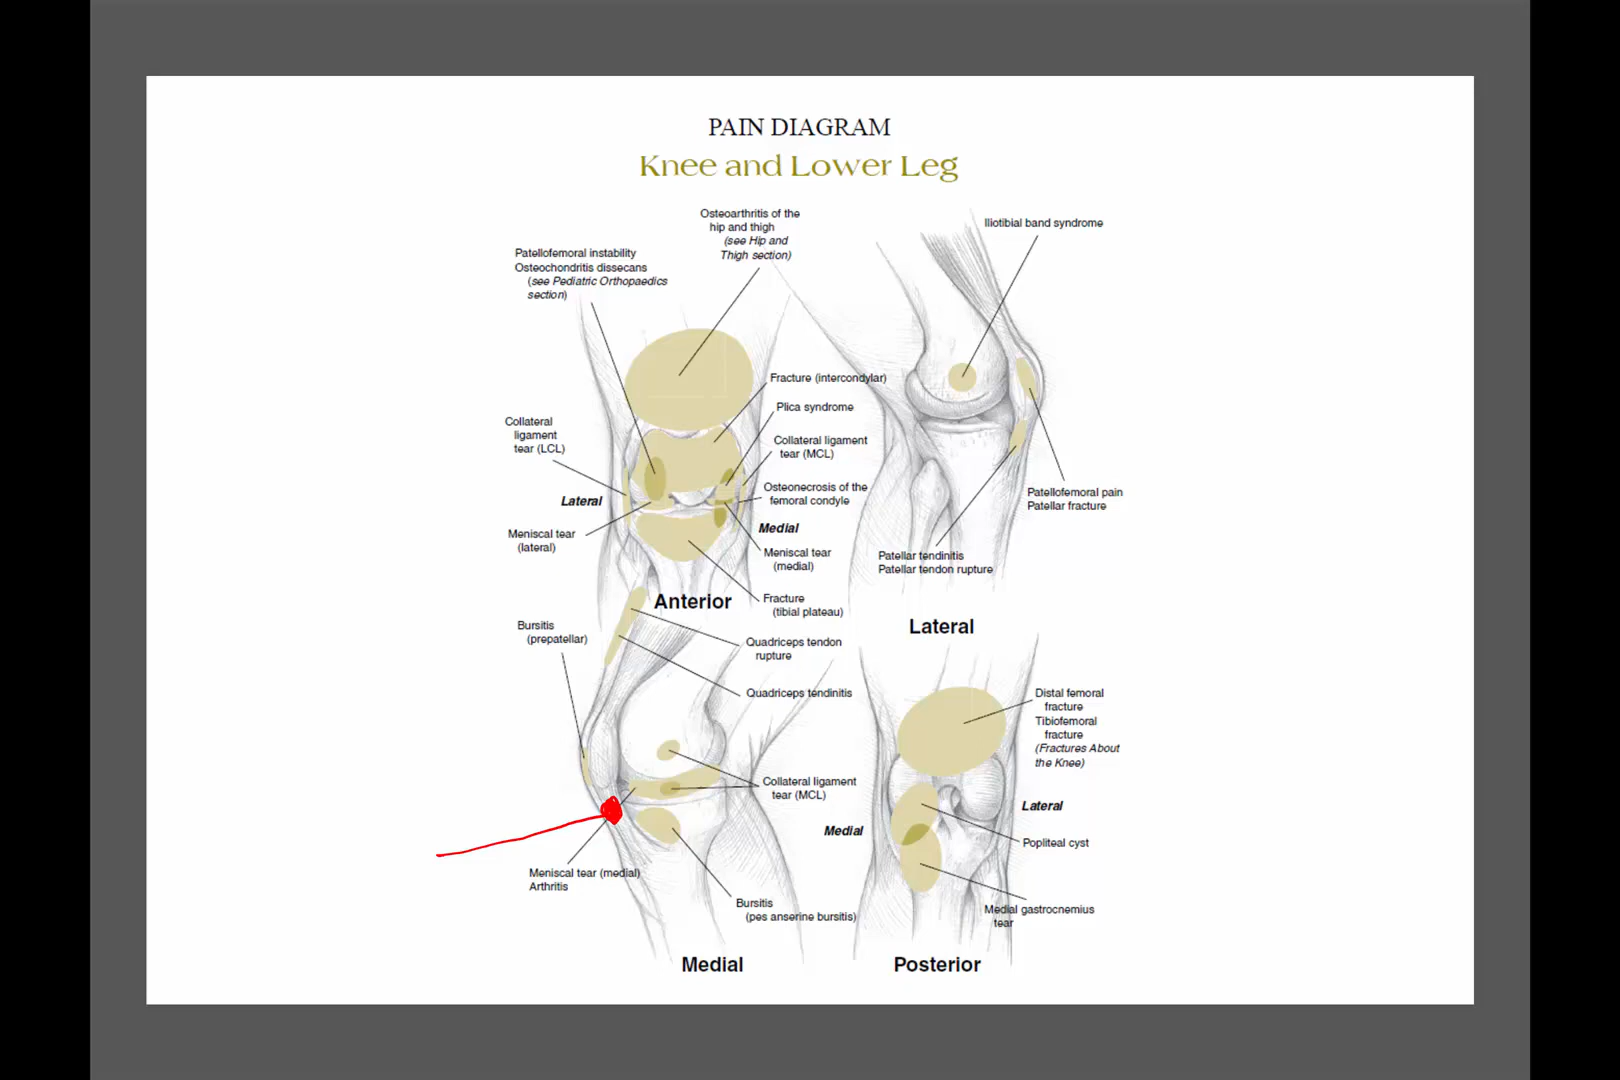 PAIN DIAGRAM
Knee and Lower Leg
Osteoarthritis of the
hip and thigh
(see Hip and
Thigh section)
Patellofemoral instability
Osteochondritis dissecans
(see Pediatric Orthopaedics
section)
Iliotibial band syndrome
Fracture (intercondylar)
Plica syndrome
Collateral
ligament
tear (LCL)
Collateral ligament
tear (MCL)
Lateral
Osteonecrosis of the
femoral condyle
Medial
Meniscal tear
(lateral)
Meniscal tear
(medial)
Fracture
(tibial plateau)
Anterior
Patellofemoral pain
Patellar fracture
Patellar tendinitis
Patellar tendon rupture
Lateral
Bursitis
(prepatellar)
Quadriceps tendon
rupture
Quadriceps tendinitis
Collateral ligament
tear (MCL)
Meniscal tear (medial)
Arthritis
Bursitis
(pes anserine bursitis)
Medial
Distal femoral
fracture
Tibiofemoral
fracture
(Fractures About
the Knee)
Lateral
Medial
Popliteal cyst
Medial gastrocnemius
tear
Posterior